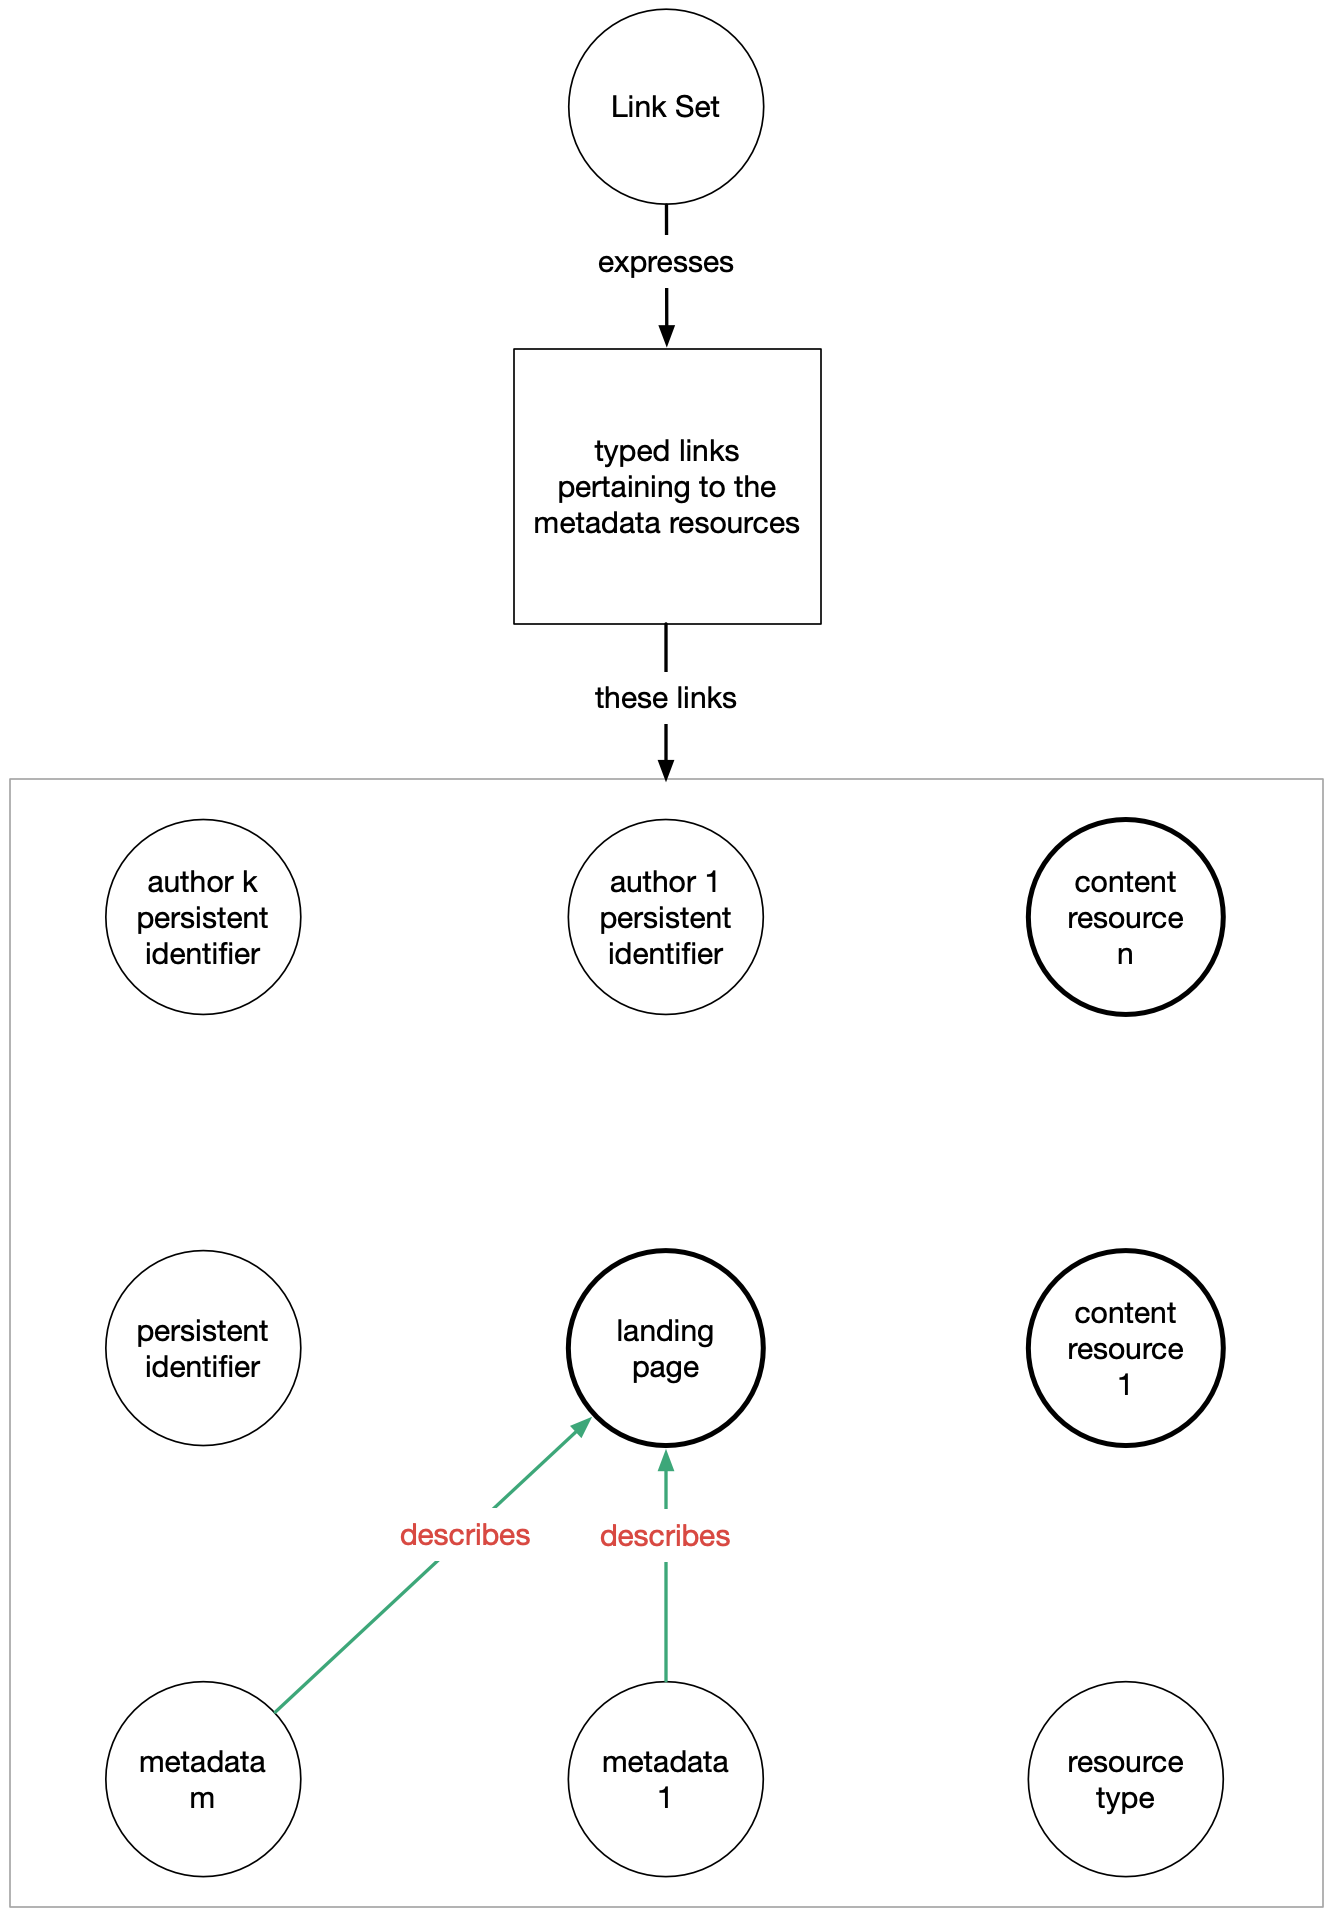 Link Set
expresses
typed links
pertaining to the
metadata resources
these links
author k
persistent
identifier
author 1
persistent
identifier
content
resource
n
persistent
identifier
landing
page
content
resource
1
describes
describes
metadata
m
metadata
1
resource
type